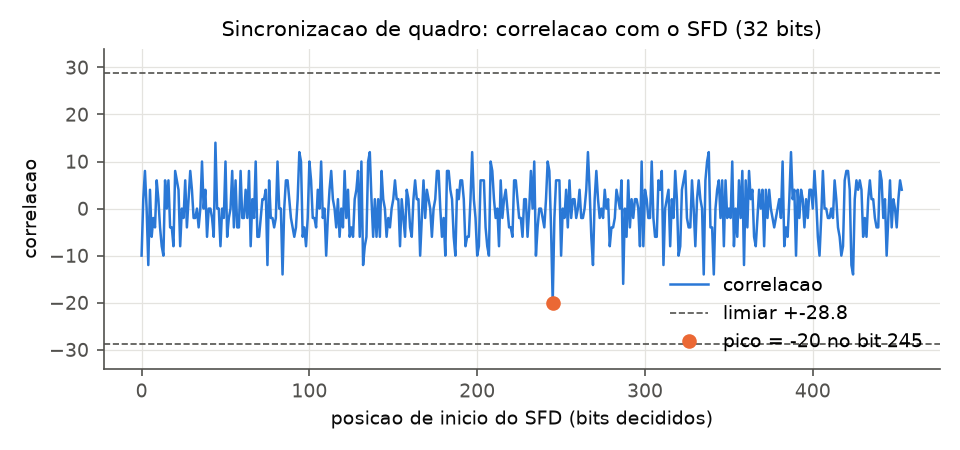 Sincronizacao de quadro: correlacao com o SFD (32 bits)
correlacao
30
20
10
0
−10
−20
−30
correlacao
limiar +-28.8
pico = -20 no bit 245
0 100 200 300 400
posicao de inicio do SFD (bits decididos)